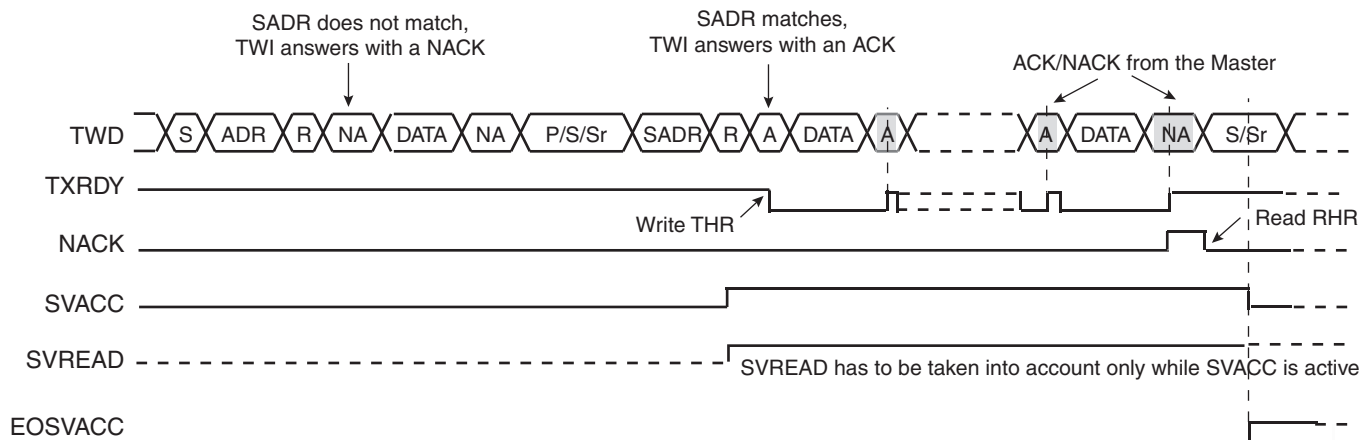 SADR does not match,
TWI answers with a NACK
SADR matches,
TWI answers with an ACK
ACK/NACK from the Master
TWD S ADR R NA DATA NA P/S/Sr SADR R A DATA A A DATA NA S/Sr
TXRDY
Write THR
Read RHR
NACK
SVACC
SVREAD
SVREAD has to be taken into account only while SVACC is active
EOSVACC